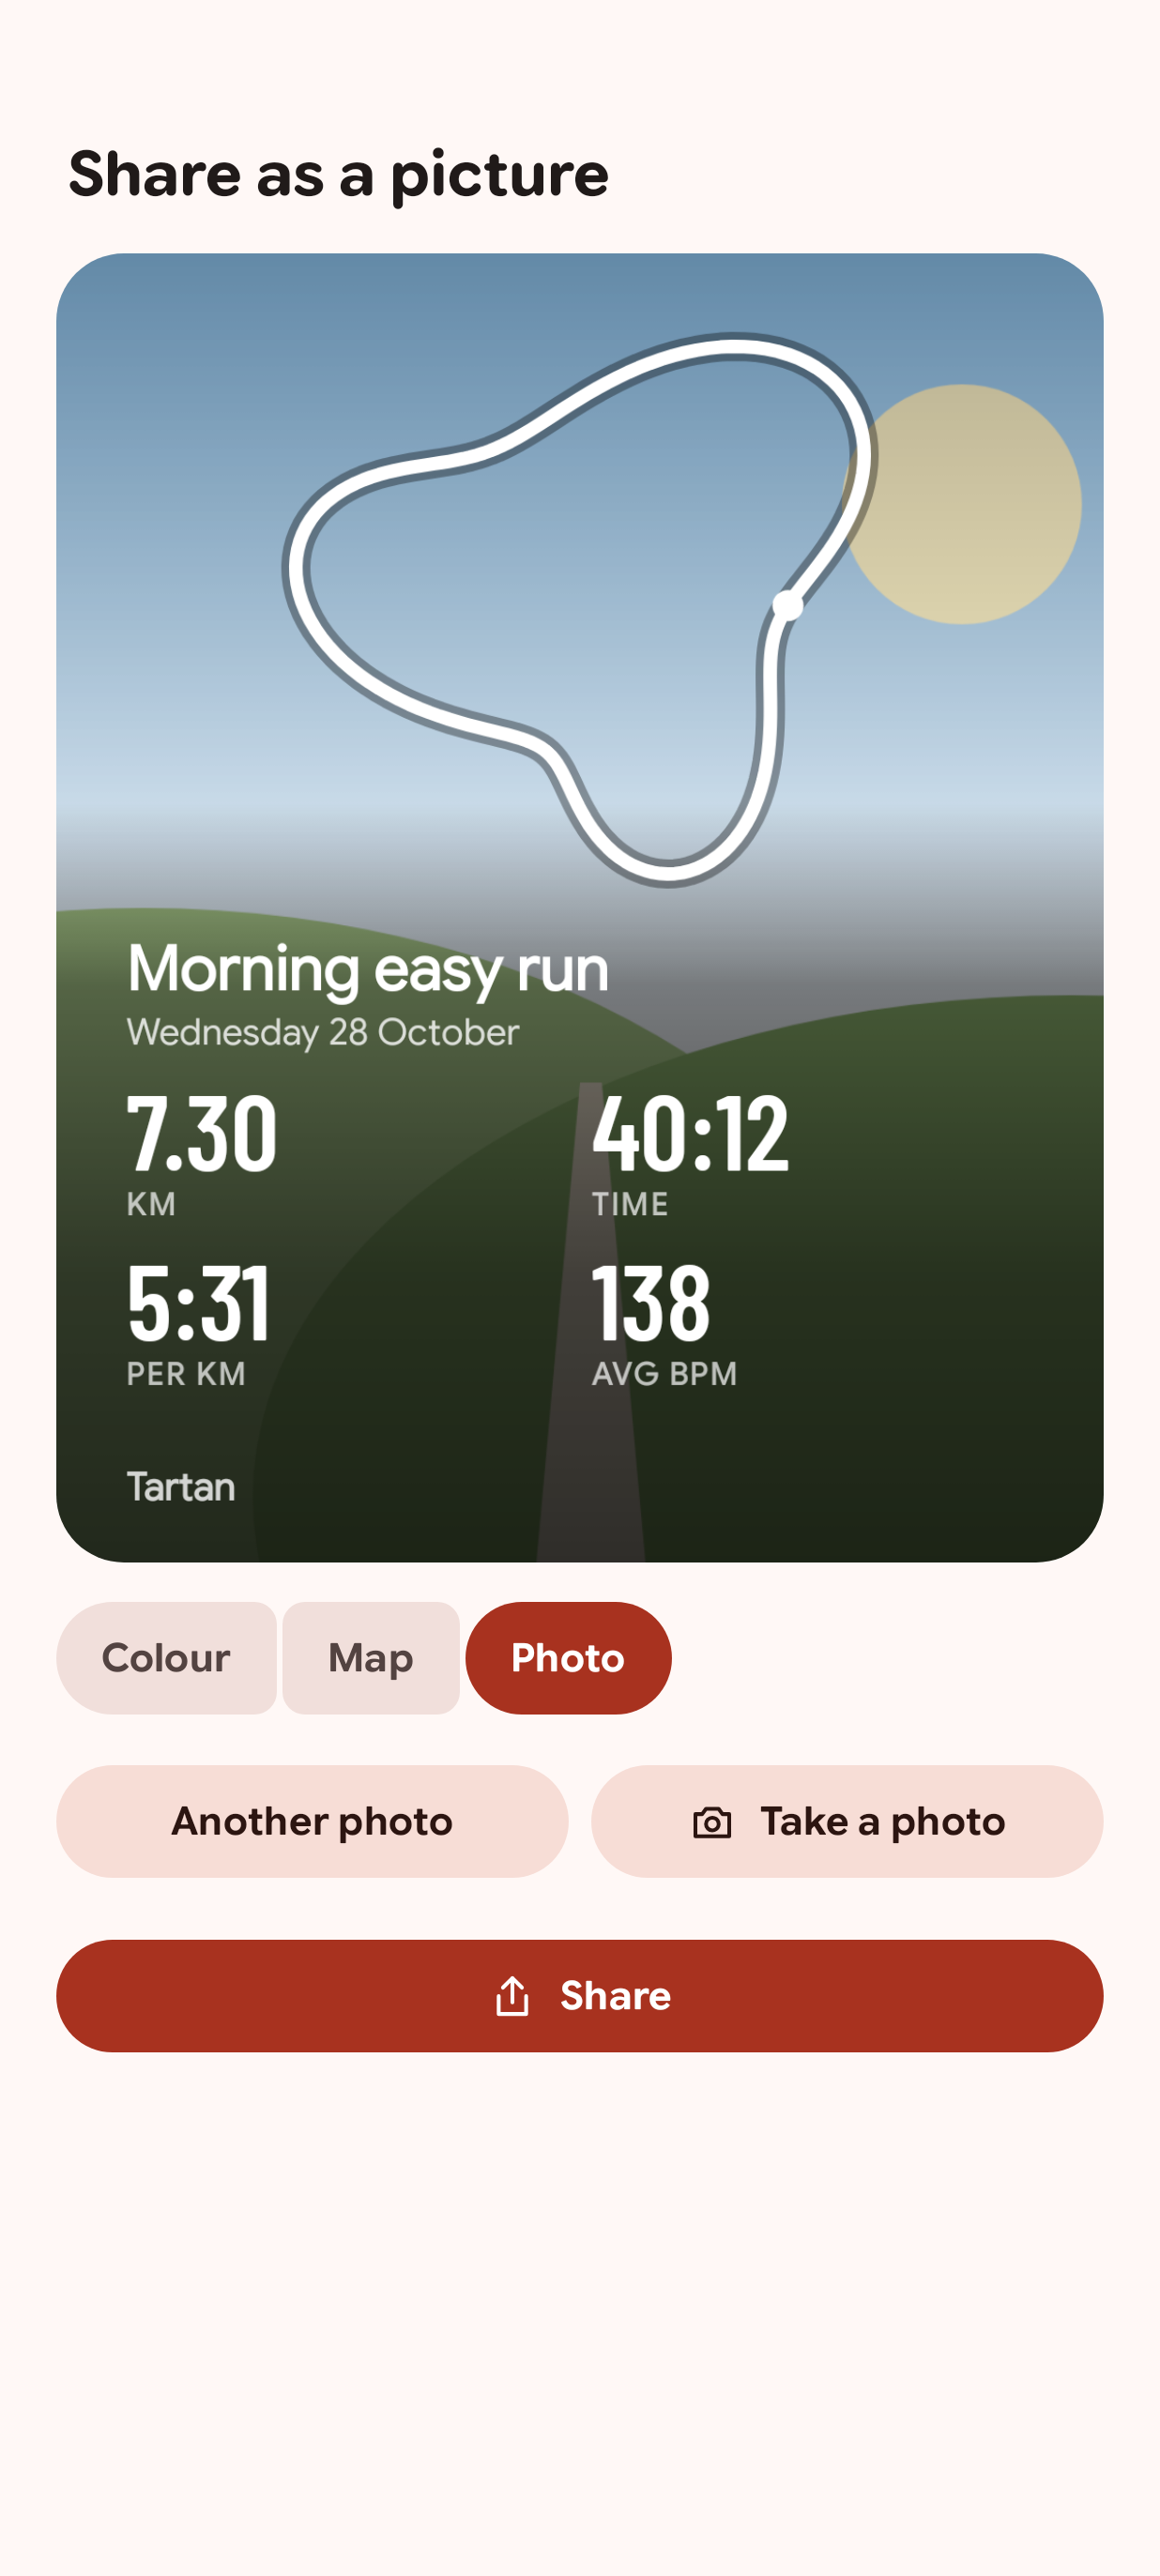 Share as a picture
Morning easy run
Wednesday 28 October
7.30
40:12
KM
TIME
5:31
138
PER KM
AVG BPM
Tartan
Colour
Map
Photo
Another photo
Take a photo
Share